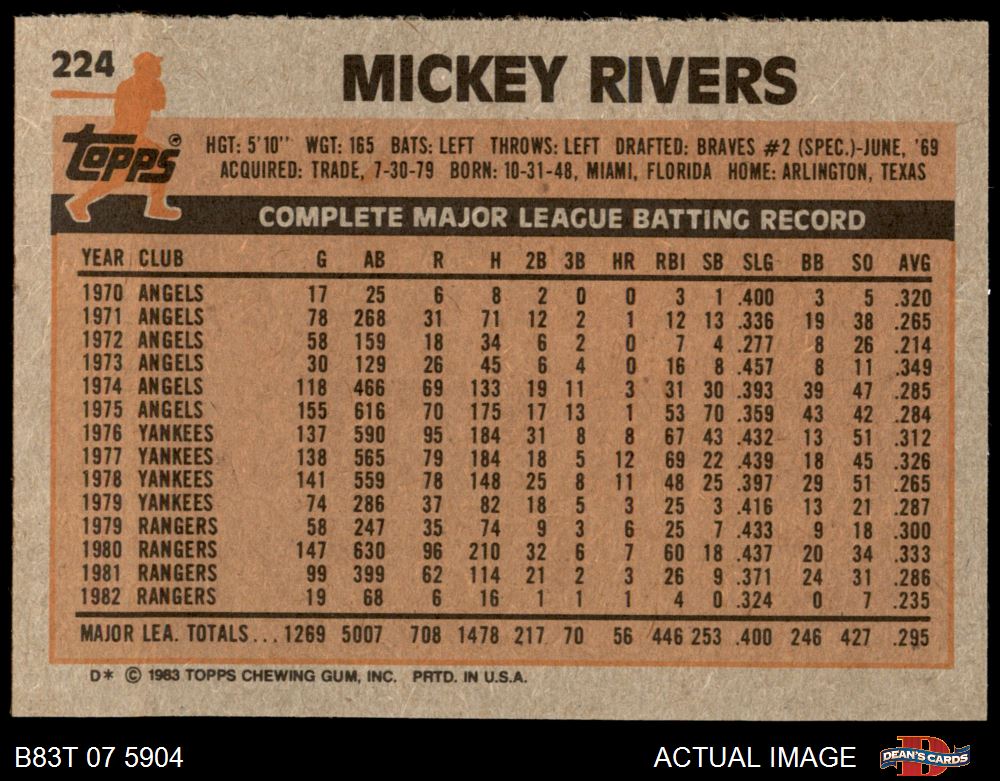 224
MICKEY RIVERS
TOPPS
HGT: 5'10" WGT: 165 BATS: LEFT THROWS: LEFT DRAFTED: BRAVES #2 (SPEC.)-JUNE, '69
ACQUIRED: TRADE, 7-30-79 BORN: 10-31-48, MIAMI, FLORIDA HOME: ARLINGTON, TEXAS
COMPLETE MAJOR LEAGUE BATTING RECORD
YEAR CLUB G AB R H 2B 3B HR RBI SB SLG BB SO AVG
1970 ANGELS 17 25 6 8 2 0 0 3 1 .400 3 5 .320
1971 ANGELS 78 268 31 71 12 2 1 12 13 .336 19 38 .265
1972 ANGELS 58 159 18 34 6 2 0 7 4 .277 8 26 .214
1973 ANGELS 30 129 26 45 6 4 0 16 8 .457 8 11 .349
1974 ANGELS 118 466 69 133 19 11 3 31 30 .393 39 47 .285
1975 ANGELS 155 616 70 175 17 13 1 53 70 .359 43 42 .284
1976 YANKEES 137 590 95 184 31 8 8 67 43 .432 13 51 .312
1977 YANKEES 138 565 79 184 18 5 12 69 22 .439 18 45 .326
1978 YANKEES 141 559 78 148 25 8 11 48 25 .397 29 51 .265
1979 YANKEES 74 286 37 82 18 5 3 25 3 .416 13 21 .287
1979 RANGERS 58 247 35 74 9 3 6 25 7 .433 9 18 .300
1980 RANGERS 147 630 96 210 32 6 7 60 18 .437 20 34 .333
1981 RANGERS 99 399 62 114 21 2 3 26 9 .371 24 31 .286
1982 RANGERS 19 68 6 16 1 1 1 4 0 .324 0 7 .235
MAJOR LEA. TOTALS... 1269 5007 708 1478 217 70 56 446 253 .400 246 427 .295
D* © 1983 TOPPS CHEWING GUM, INC. PRTD. IN U.S.A.
B83T 07 5904 ACTUAL IMAGE DEAN'S CARDS